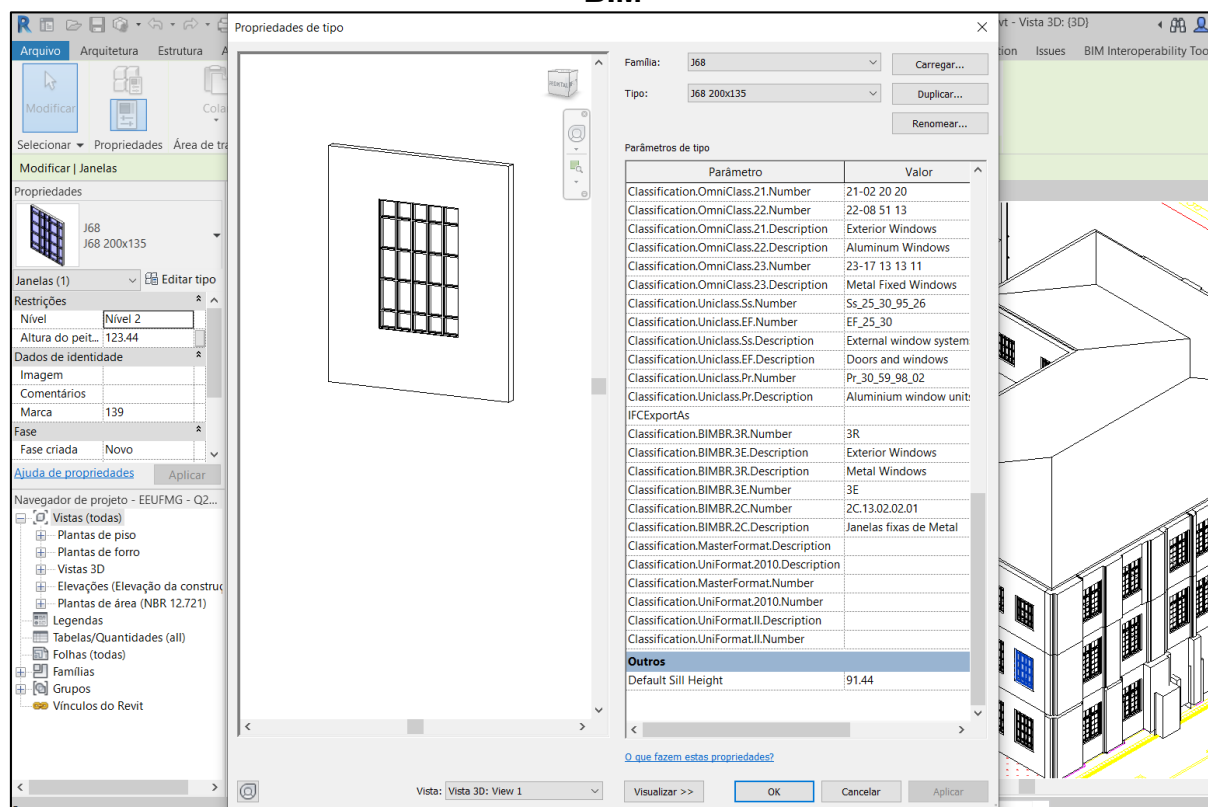 BIM
Propriedades de tipo
vt - Vista 3D: {3D}
Arquivo Arquitetura Estrutura A
tion Issues BIM Interoperability Too
Modificar
Cola
Selecionar Propriedades Área de tra
Modificar | Janelas
Propriedades
J68
J68 200x135
Janelas (1) Editar tipo
Restrições
Nível Nível 2
Altura do peit... 123.44
Dados de identidade
Imagem
Comentários
Marca 139
Fase
Fase criada Novo
Ajuda de propriedades Aplicar
Navegador de projeto - EEUFMG - Q2...
Vistas (todas)
Plantas de piso
Plantas de forro
Vistas 3D
Elevações (Elevação da construç
Plantas de área (NBR 12.721)
Legendas
Tabelas/Quantidades (all)
Folhas (todas)
Famílias
Grupos
Vínculos do Revit
Família: J68 Carregar...
Tipo: J68 200x135 Duplicar...
Renomear...
Parâmetros de tipo
Parâmetro Valor
Classification.OmniClass.21.Number 21-02 20 20
Classification.OmniClass.22.Number 22-08 51 13
Classification.OmniClass.21.Description Exterior Windows
Classification.OmniClass.22.Description Aluminum Windows
Classification.OmniClass.23.Number 23-17 13 13 11
Classification.OmniClass.23.Description Metal Fixed Windows
Classification.Uniclass.Ss.Number Ss_25_30_95_26
Classification.Uniclass.EF.Number EF_25_30
Classification.Uniclass.Ss.Description External window system
Classification.Uniclass.EF.Description Doors and windows
Classification.Uniclass.Pr.Number Pr_30_59_98_02
Classification.Uniclass.Pr.Description Aluminium window units
IFCExportAs
Classification.BIMBR.3R.Number 3R
Classification.BIMBR.3E.Description Exterior Windows
Classification.BIMBR.3R.Description Metal Windows
Classification.BIMBR.3E.Number 3E
Classification.BIMBR.2C.Number 2C.13.02.02.01
Classification.BIMBR.2C.Description Janelas fixas de Metal
Classification.MasterFormat.Description
Classification.UniFormat.2010.Description
Classification.MasterFormat.Number
Classification.UniFormat.2010.Number
Classification.UniFormat.II.Description
Classification.UniFormat.II.Number
Outros
Default Sill Height 91.44
O que fazem estas propriedades?
Vista: Vista 3D: View 1 Visualizar >> OK Cancelar Aplicar